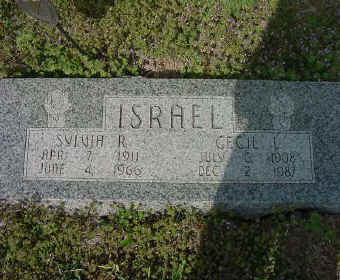 ISRAEL
SYLVIA R. CECIL L.
APR. 7, 1911 JULY 6, 1908
JUNE 4, 1966 DEC. 2, 1987